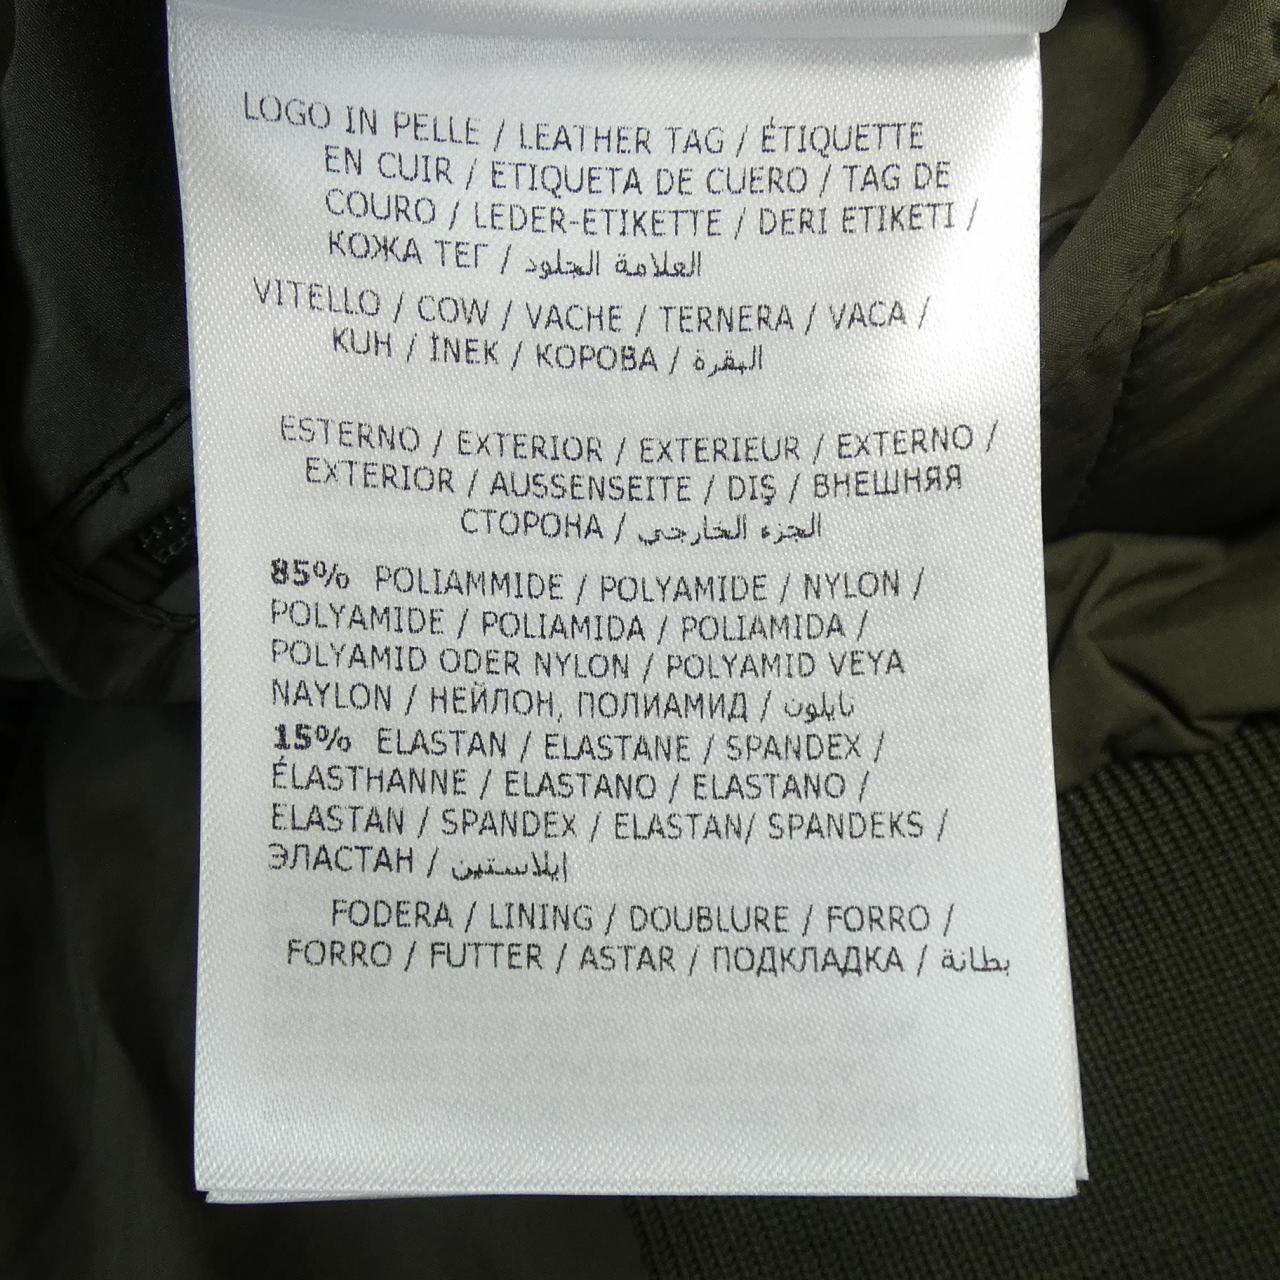 LOGO IN PELLE / LEATHER TAG / ÉTIQUETTE
EN CUIR / ETIQUETA DE CUERO / TAG DE
COURO / LEDER-ETIKETTE / DERI ETIKETI /
КОЖА ТЕГ / العلامة الجلود
VITELLO / COW / VACHE / TERNERA / VACA /
KUH / İNEK / КОРОВА / البقرة
ESTERNO / EXTERIOR / EXTERIEUR / EXTERNO /
EXTERIOR / AUSSENSEITE / DIŞ / ВНЕШНЯЯ
СТОРОНА / الجزء الخارجي
85% POLIAMMIDE / POLYAMIDE / NYLON /
POLYAMIDE / POLIAMIDA / POLIAMIDA /
POLYAMID ODER NYLON / POLYAMID VEYA
NAYLON / НЕЙЛОН, ПОЛИАМИД / نايلون
15% ELASTAN / ELASTANE / SPANDEX /
ÉLASTHANNE / ELASTANO / ELASTANO /
ELASTAN / SPANDEX / ELASTAN/ SPANDEKS /
ЭЛАСТАН / ايلاستين
FODERA / LINING / DOUBLURE / FORRO /
FORRO / FUTTER / ASTAR / ПОДКЛАДКА / بطانة